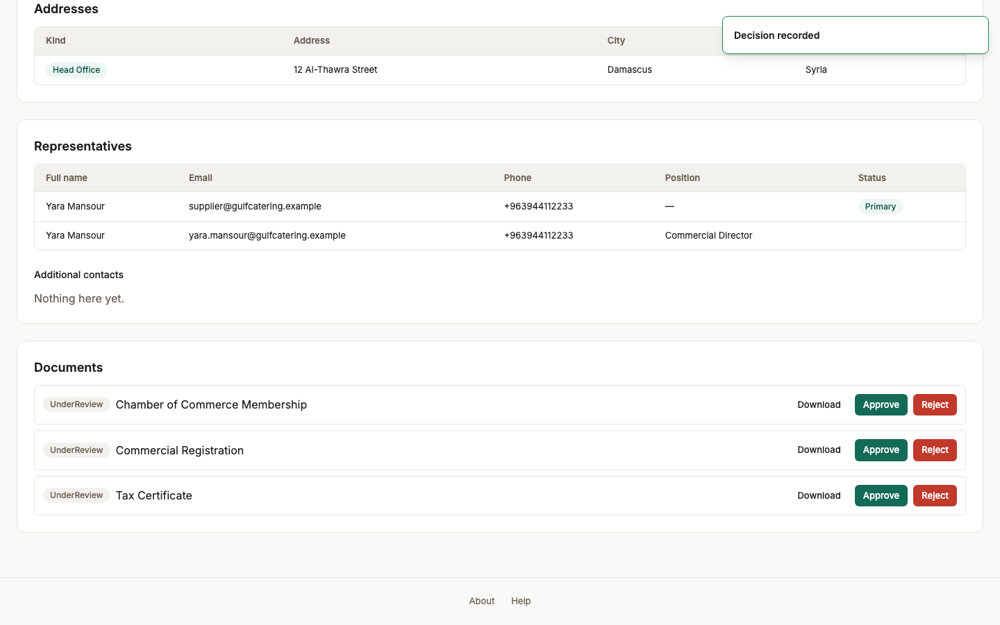 Addresses
Decision recorded
Kind Address City
Head Office 12 Al-Thawra Street Damascus Syria
Representatives
Full name Email Phone Position Status
Yara Mansour supplier@gulfcatering.example +963944112233 — Primary
Yara Mansour yara.mansour@gulfcatering.example +963944112233 Commercial Director
Additional contacts
Nothing here yet.
Documents
UnderReview Chamber of Commerce Membership Download Approve Reject
UnderReview Commercial Registration Download Approve Reject
UnderReview Tax Certificate Download Approve Reject
About Help